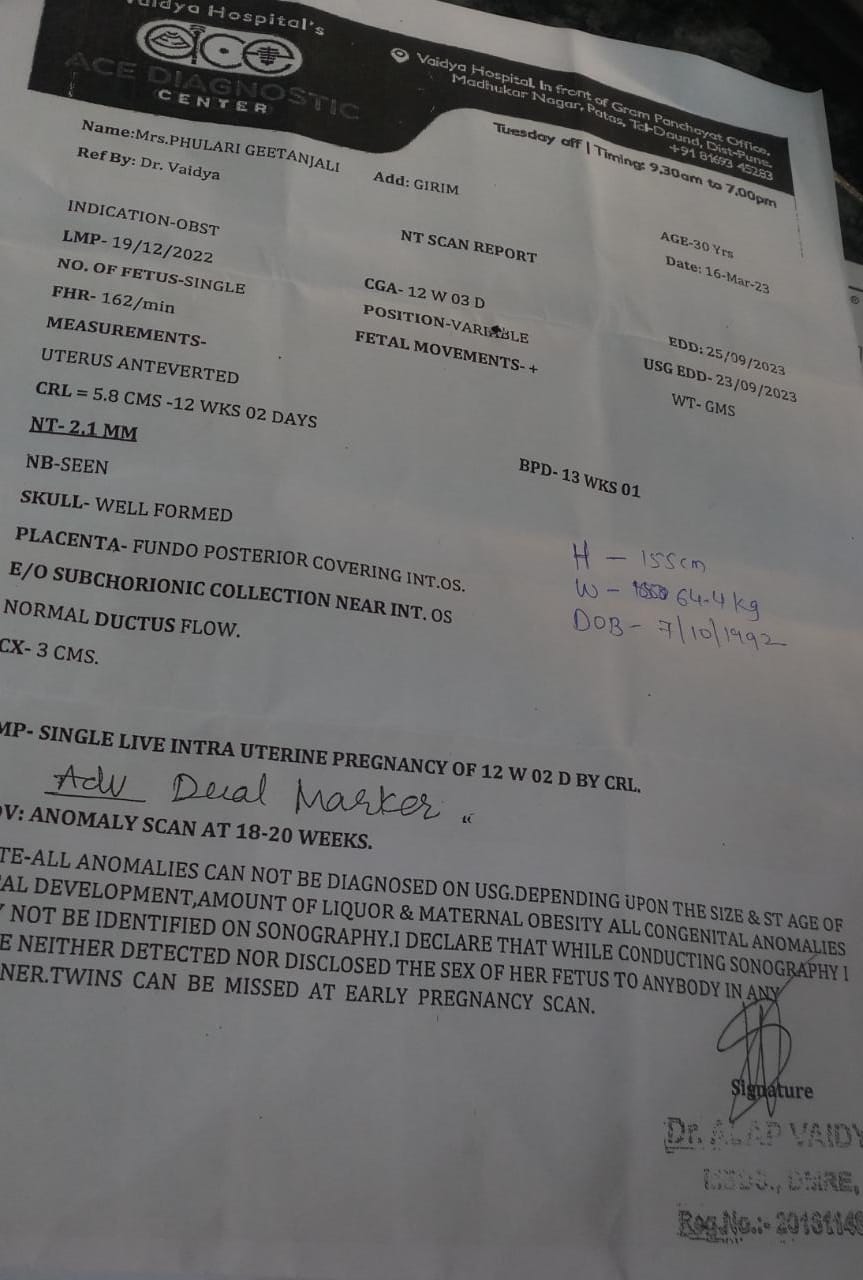 Vaidya Hospital's
ace
ACE DIAGNOSTIC
CENTER
Vaidya Hospital, In front of Gram Panchayat Office,
Madhukar Nagar, Patas, Tal-Daund, Dist-Pune.
+91 81693 45283
Tuesday off | Timing: 9.30am to 7.00pm
Name:Mrs.PHULARI GEETANJALI
Add: GIRIM
AGE-30 Yrs
Ref By: Dr. Vaidya
Date: 16-Mar-23
NT SCAN REPORT
INDICATION-OBST
LMP- 19/12/2022
CGA- 12 W 03 D
EDD: 25/09/2023
NO. OF FETUS-SINGLE
POSITION-VARIABLE
USG EDD- 23/09/2023
FHR- 162/min
FETAL MOVEMENTS- +
WT- GMS
MEASUREMENTS-
UTERUS ANTEVERTED
CRL = 5.8 CMS -12 WKS 02 DAYS
BPD- 13 WKS 01
NT- 2.1 MM
NB-SEEN
SKULL- WELL FORMED
PLACENTA- FUNDO POSTERIOR COVERING INT.OS.
E/O SUBCHORIONIC COLLECTION NEAR INT. OS
NORMAL DUCTUS FLOW.
CX- 3 CMS.
H - 155cm
W - 64.4 kg
DOB - 7/10/1992
MP- SINGLE LIVE INTRA UTERINE PREGNANCY OF 12 W 02 D BY CRL.
Adv Dual Marker
DV: ANOMALY SCAN AT 18-20 WEEKS.
TE-ALL ANOMALIES CAN NOT BE DIAGNOSED ON USG.DEPENDING UPON THE SIZE & ST AGE OF
AL DEVELOPMENT,AMOUNT OF LIQUOR & MATERNAL OBESITY ALL CONGENITAL ANOMALIES
Y NOT BE IDENTIFIED ON SONOGRAPHY.I DECLARE THAT WHILE CONDUCTING SONOGRAPHY I
E NEITHER DETECTED NOR DISCLOSED THE SEX OF HER FETUS TO ANYBODY IN ANY
NER.TWINS CAN BE MISSED AT EARLY PREGNANCY SCAN.
Signature
Dr. ALAP VAIDY
DMRE,
Reg.No.:-